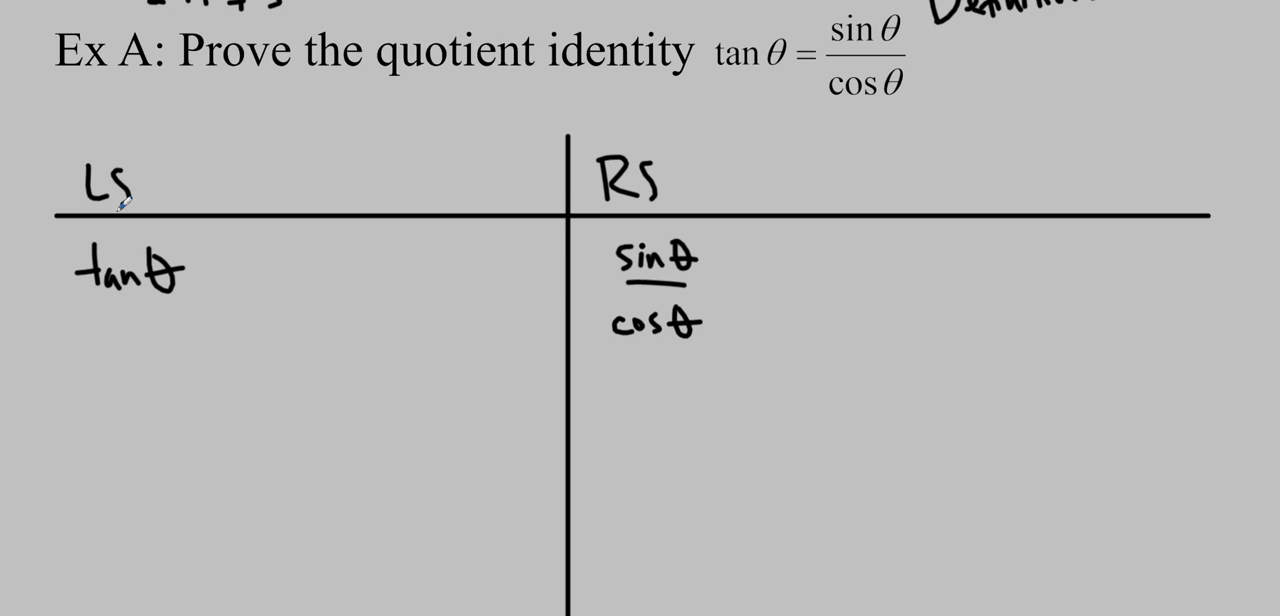 Ex A: Prove the quotient identity tan θ = sin θ / cos θ
LS RS
tanθ sinθ / cosθ